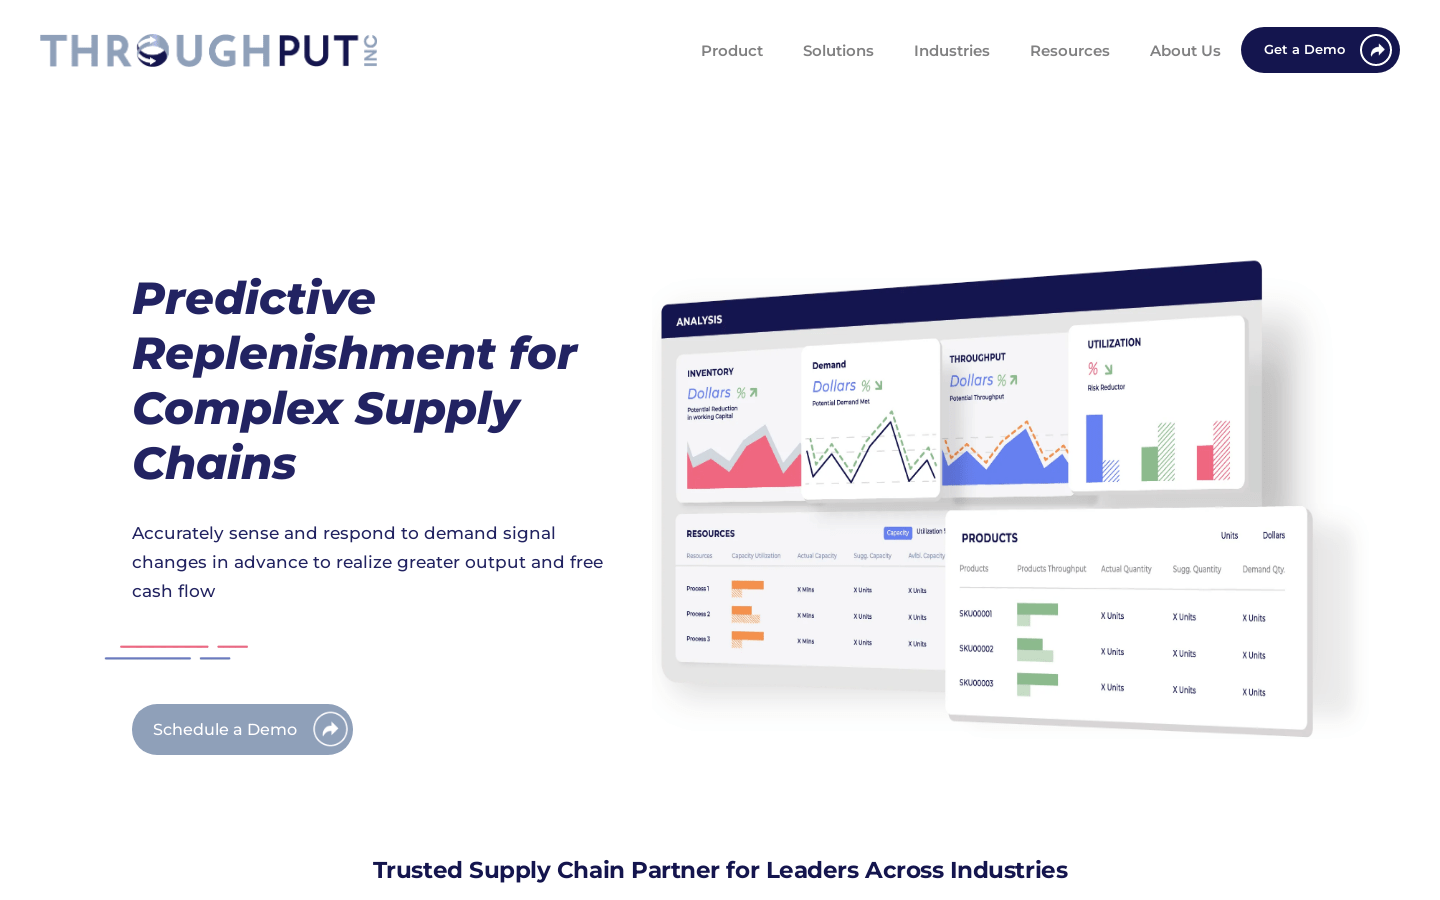 THROUGHPUT INC
Product
Solutions
Industries
Resources
About Us
Get a Demo
Predictive
Replenishment for
Complex Supply
Chains
Accurately sense and respond to demand signal
changes in advance to realize greater output and free
cash flow
Schedule a Demo
ANALYSIS
INVENTORY
Dollars %
Potential Reduction
in working Capital
Demand
Dollars %
Potential Demand Met
THROUGHPUT
Dollars %
Potential Throughput
UTILIZATION
%
Risk Reductor
RESOURCES
Capacity
Utilization
Resources
Capacity Utilization
Actual Capacity
Sugg. Capacity
Avlbl. Capacity
Process 1
X Mins
X Units
X Units
Process 2
X Mins
X Units
X Units
Process 3
X Mins
X Units
X Units
PRODUCTS
Units
Dollars
Products
Products Throughput
Actual Quantity
Sugg. Quantity
Demand Qty.
SKU00001
X Units
X Units
X Units
SKU00002
X Units
X Units
X Units
SKU00003
X Units
X Units
X Units
Trusted Supply Chain Partner for Leaders Across Industries